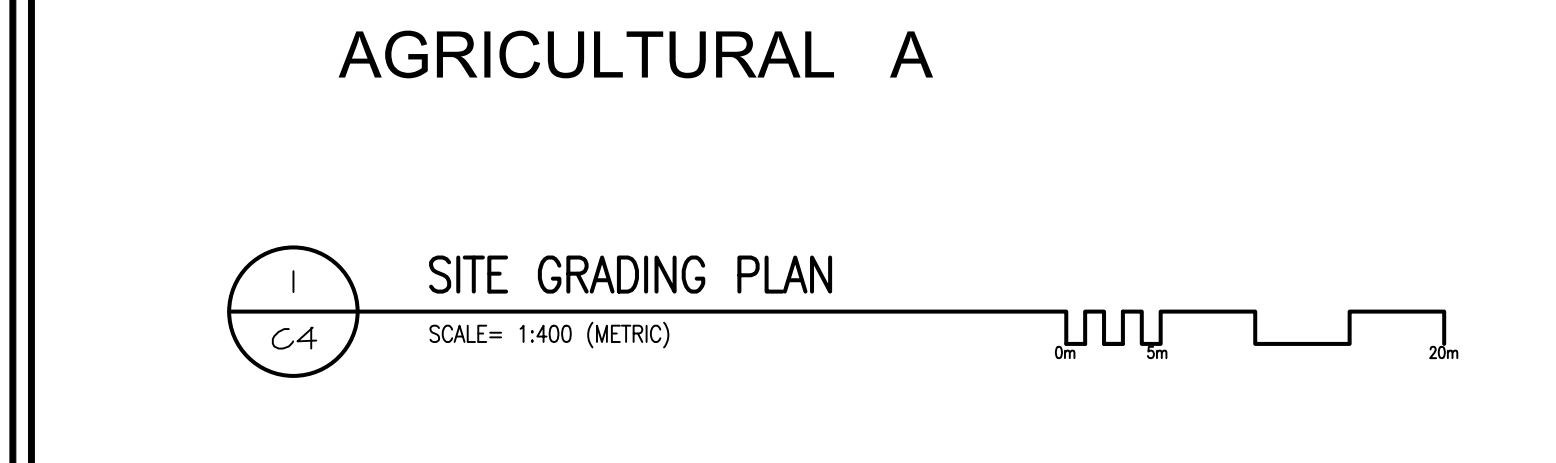 AGRICULTURAL A
1
SITE GRADING PLAN
C4
SCALE= 1:400 (METRIC)
0m 5m 20m